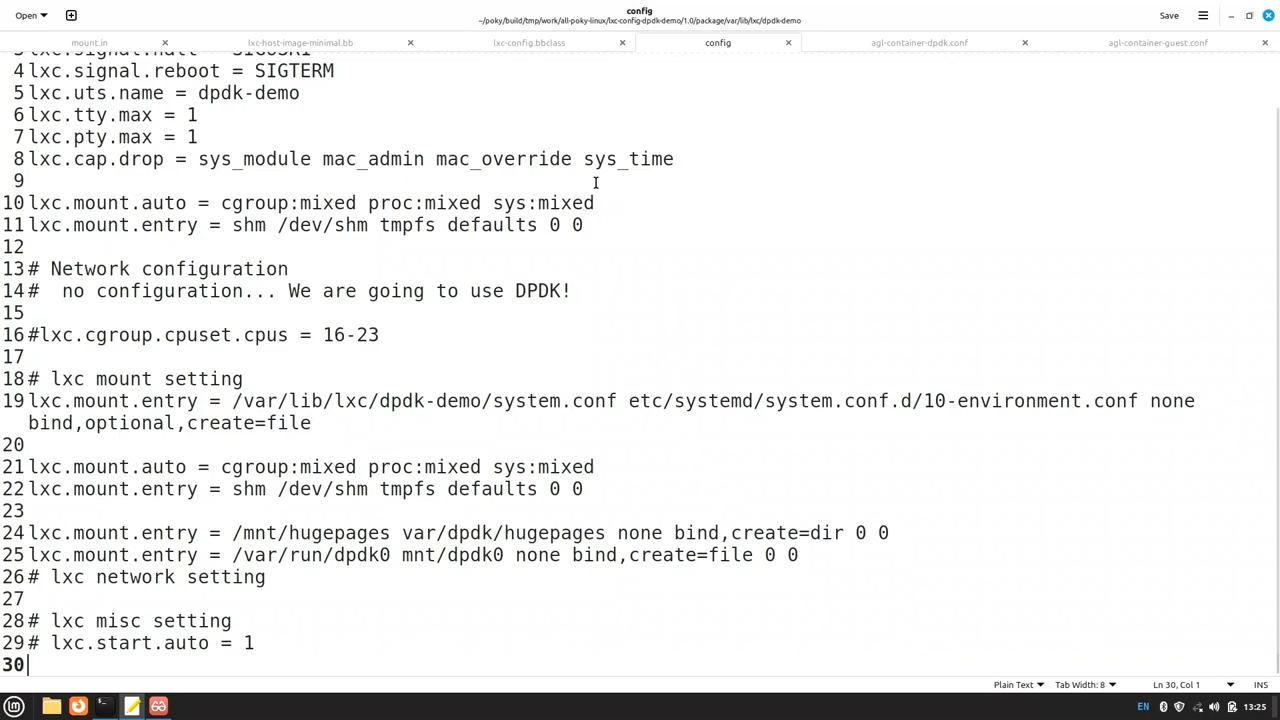 Open
config
~/poky/build/tmp/work/all-poky-linux/lxc-config-dpdk-demo/1.0/package/var/lib/lxc/dpdk-demo
Save
mount.in
lxc-host-image-minimal.bb
lxc-config.bbclass
config
agl-container-dpdk.conf
agl-container-guest.conf
4 lxc.signal.reboot = SIGTERM
5 lxc.uts.name = dpdk-demo
6 lxc.tty.max = 1
7 lxc.pty.max = 1
8 lxc.cap.drop = sys_module mac_admin mac_override sys_time
9
10 lxc.mount.auto = cgroup:mixed proc:mixed sys:mixed
11 lxc.mount.entry = shm /dev/shm tmpfs defaults 0 0
12
13 # Network configuration
14 #  no configuration... We are going to use DPDK!
15
16 #lxc.cgroup.cpuset.cpus = 16-23
17
18 # lxc mount setting
19 lxc.mount.entry = /var/lib/lxc/dpdk-demo/system.conf etc/systemd/system.conf.d/10-environment.conf none
bind,optional,create=file
20
21 lxc.mount.auto = cgroup:mixed proc:mixed sys:mixed
22 lxc.mount.entry = shm /dev/shm tmpfs defaults 0 0
23
24 lxc.mount.entry = /mnt/hugepages var/dpdk/hugepages none bind,create=dir 0 0
25 lxc.mount.entry = /var/run/dpdk0 mnt/dpdk0 none bind,create=file 0 0
26 # lxc network setting
27
28 # lxc misc setting
29 # lxc.start.auto = 1
30
Plain Text
Tab Width: 8
Ln 30, Col 1
INS
EN
13:25